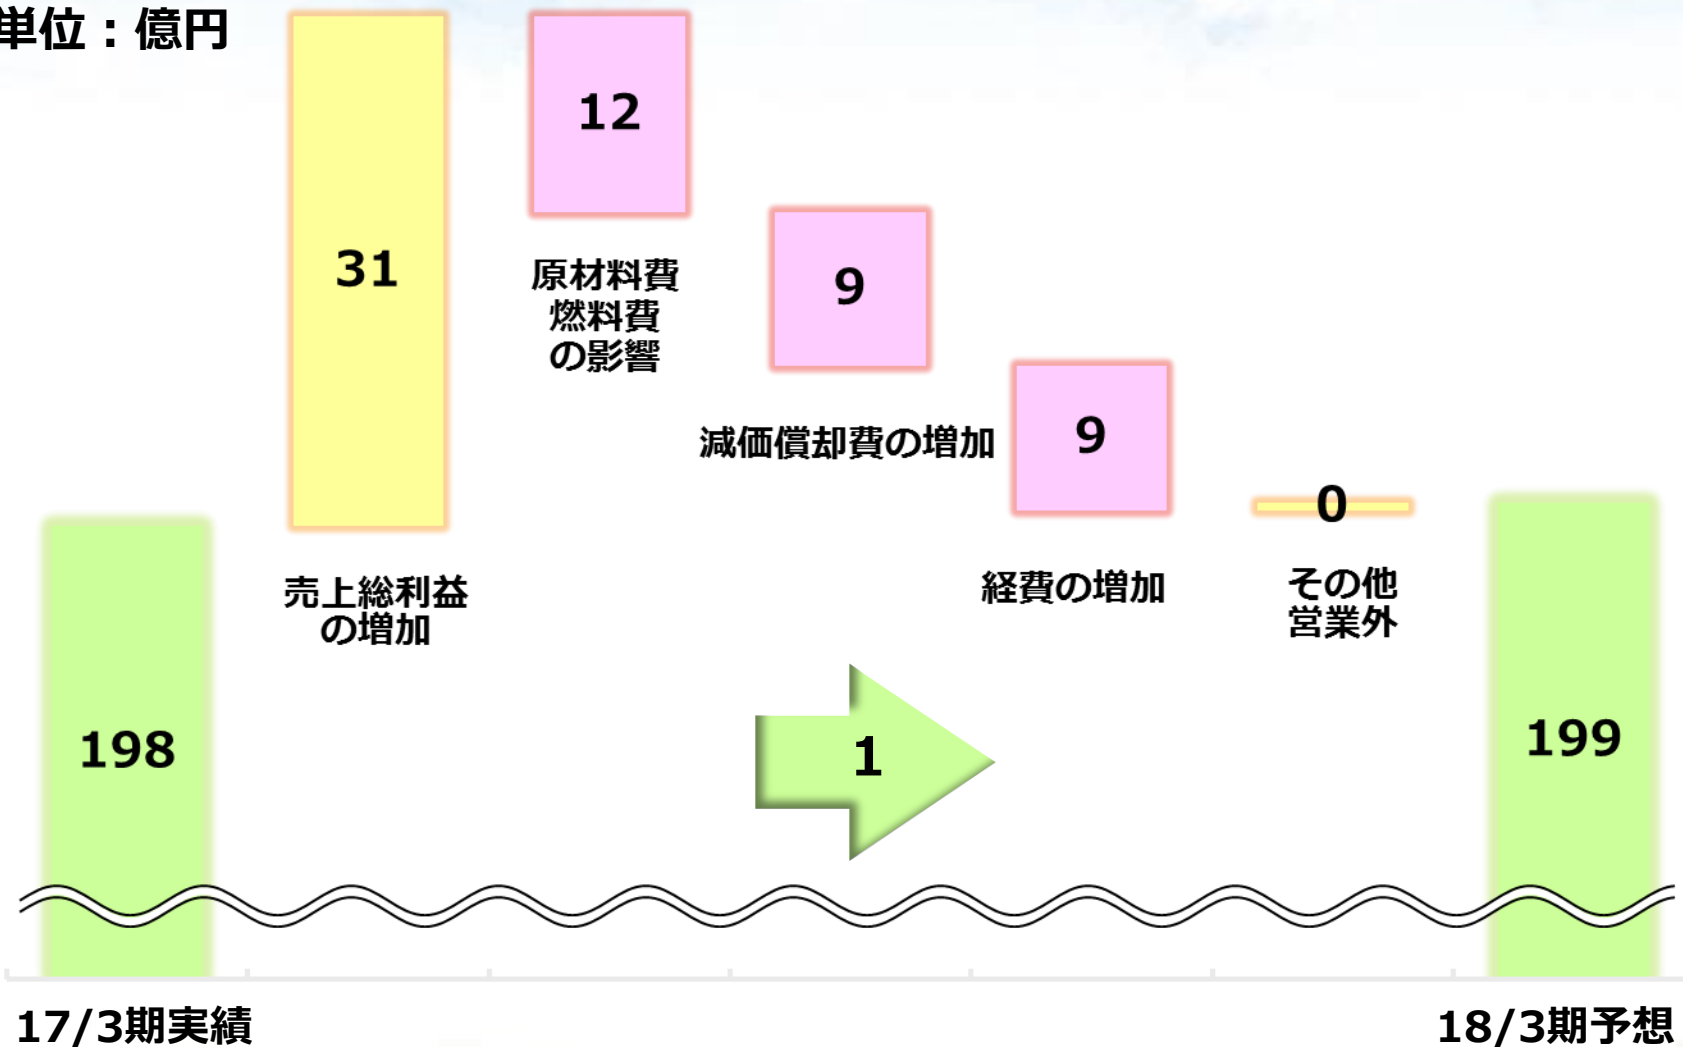 単位：億円
31
12
原材料費
燃料費
の影響
9
減価償却費の増加
9
経費の増加
0
その他
営業外
売上総利益
の増加
198
1
199
17/3期実績
18/3期予想